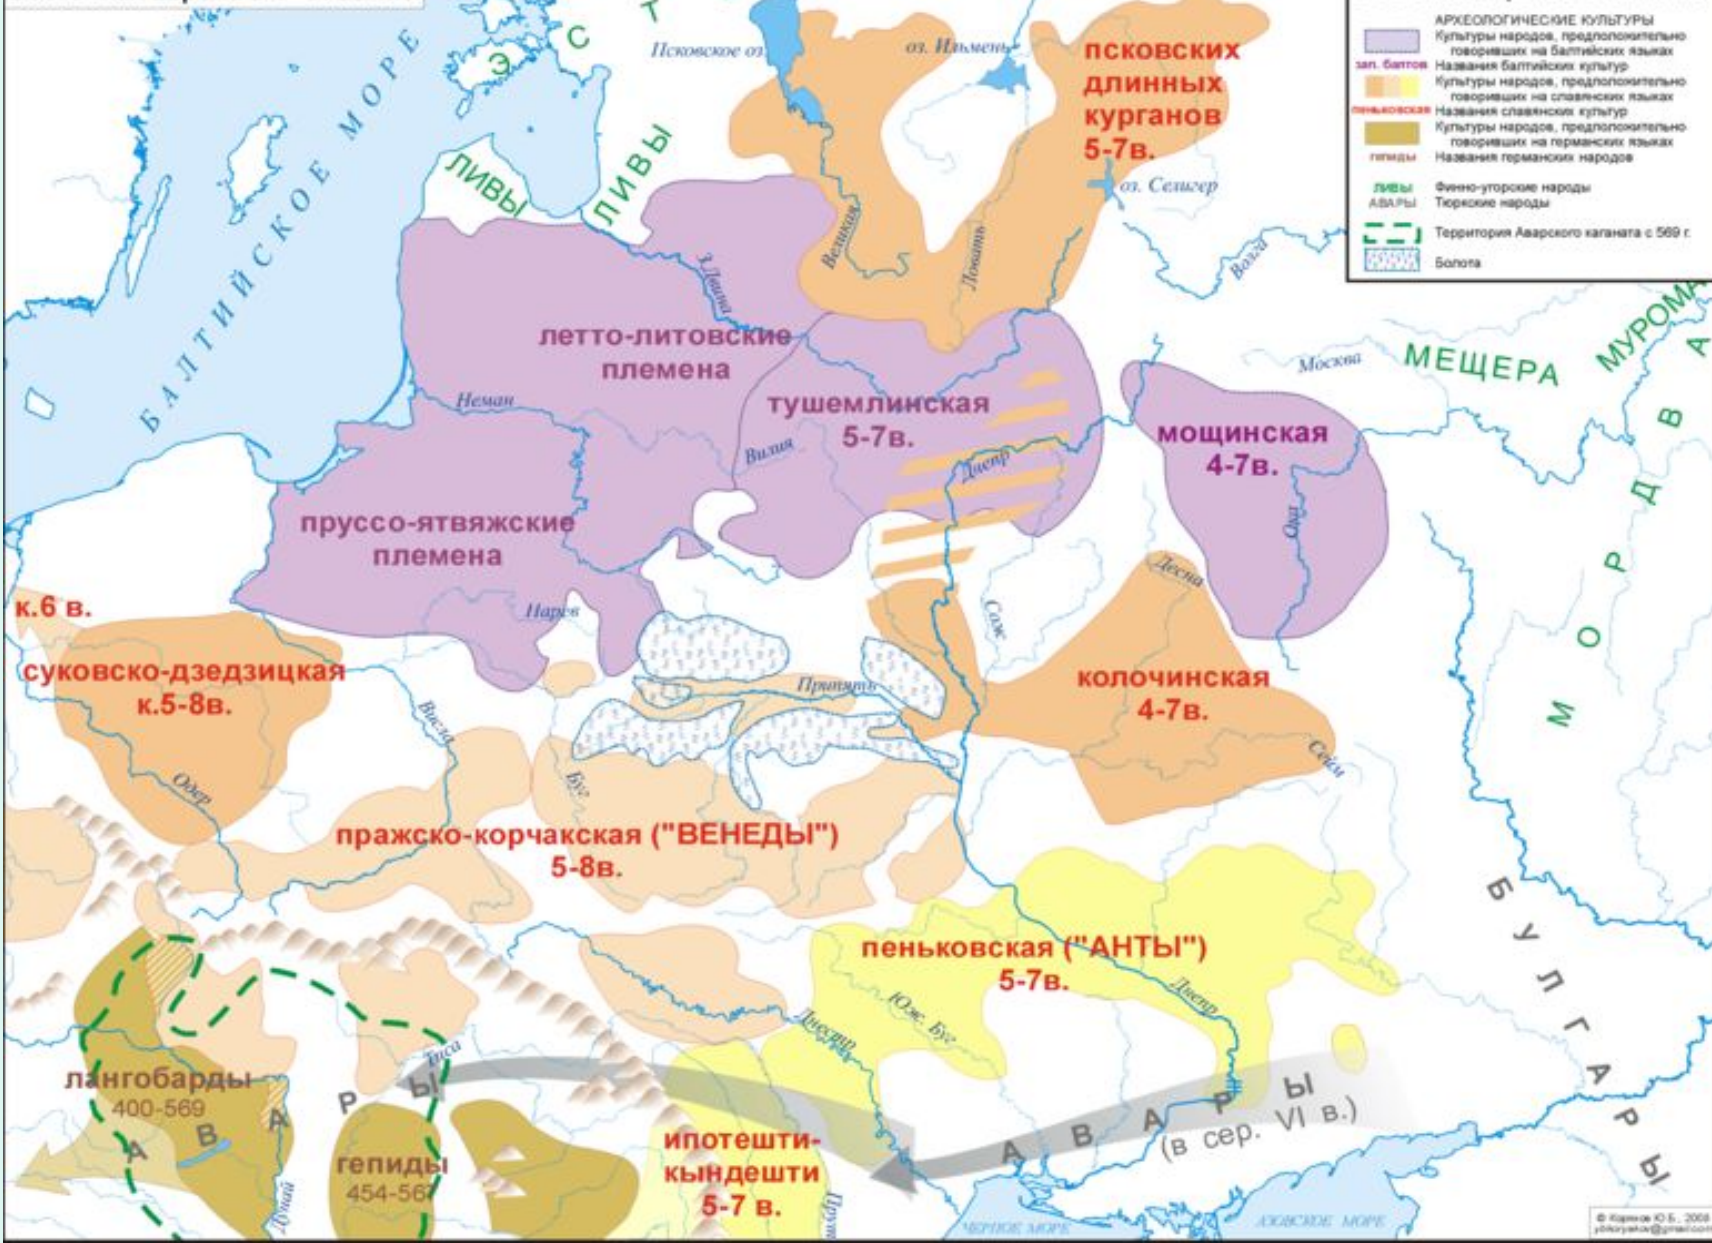 АРХЕОЛОГИЧЕСКИЕ КУЛЬТУРЫ
Культуры народов, предположительно
говоривших на балтийских языках
зап. балтов
Названия балтийских культур
Культуры народов, предположительно
говоривших на славянских языках
пеньковская
Названия славянских культур
Культуры народов, предположительно
говоривших на германских языках
гепиды
Названия германских народов
ЛИВЫ
Финно-угорские народы
АВАРЫ
Тюркские народы
Территория Аварского каганата с 569 г.
Болота
Э С Т
Псковское оз.
оз. Ильмень
псковских
длинных
курганов
5-7в.
оз. Селигер
БАЛТИЙСКОЕ МОРЕ
ЛИВЫ
ЛИВЫ
Великая
Ловать
Волга
З.Двина
МУРОМА
летто-литовские
племена
Москва
МЕЩЕРА
МОРДВА
Неман
тушемлинская
5-7в.
Вилия
Днепр
мощинская
4-7в.
Ока
пруссо-ятвяжские
племена
Десна
Нарев
Сож
к.6 в.
суковско-дзедзицкая
к.5-8в.
Припять
колочинская
4-7в.
Висла
Сейм
Одер
Буг
пражско-корчакская ("ВЕНЕДЫ")
5-8в.
БУЛГАРЫ
пеньковская ("АНТЫ")
5-7в.
Днепр
Юж. Буг
Днестр
Тиса
лангобарды
400-569
АВАРЫ
АВАРЫ
(в сер. VI в.)
гепиды
454-567
ипотешти-
кындешти
5-7 в.
Дунай
Прут
ЧЕРНОЕ МОРЕ
АЗОВСКОЕ МОРЕ
© Коряков Ю.Б., 2008